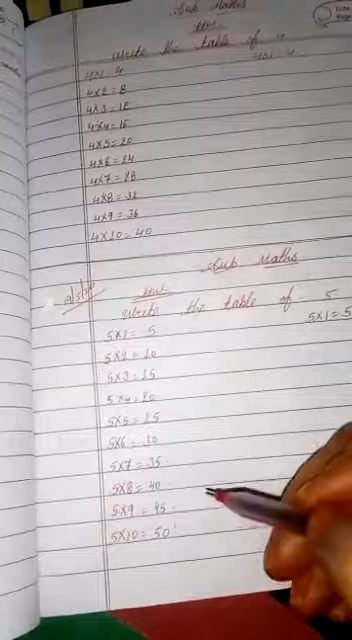 Sub Maths
H.W
Write the table of 4
4x1 4
4x2=8
4x3=12
4x4=16
4x5=20
4x6=24
4x7=28
4x8=32
4x9=36
4x10=40
Sub Maths
H.W
Write the table of 5
5x1=5
5x1= 5
5x2=10
5x3=15
5x4=20
5x5=25
5x6=30
5x7=35
5x8=40
5x9=45
5x10=50